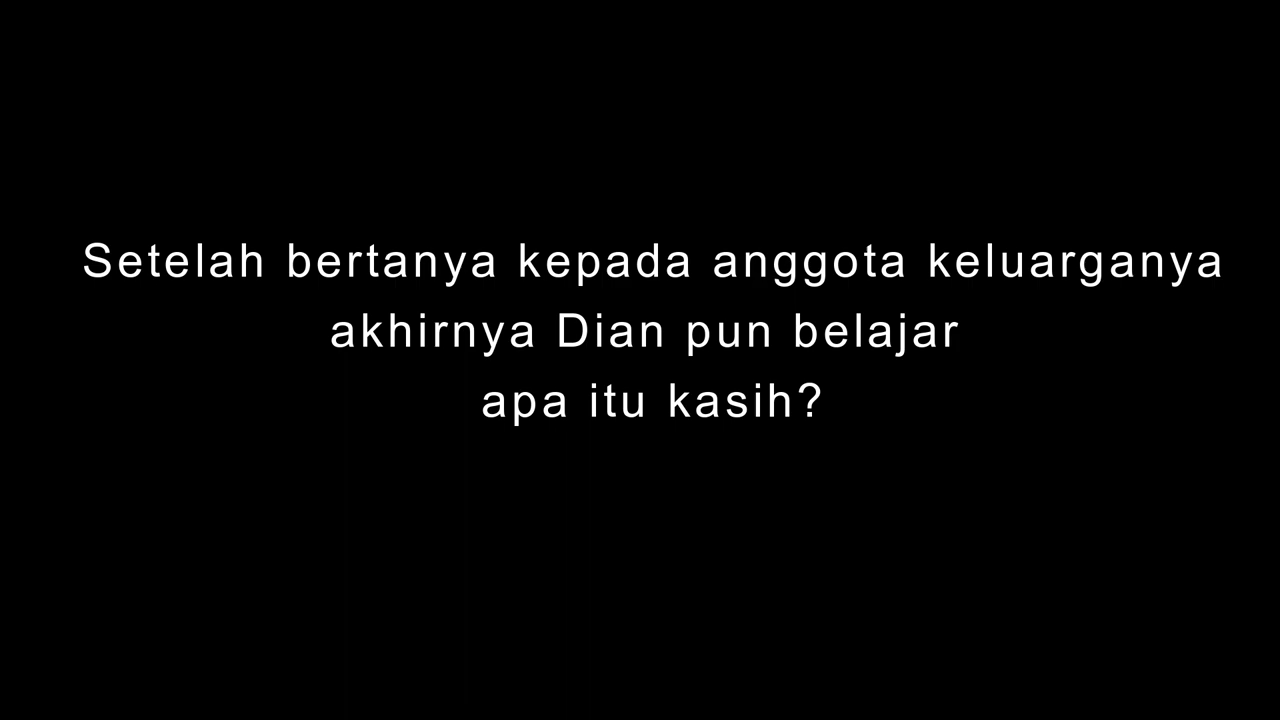 Setelah bertanya kepada anggota keluarganya
akhirnya Dian pun belajar
apa itu kasih?